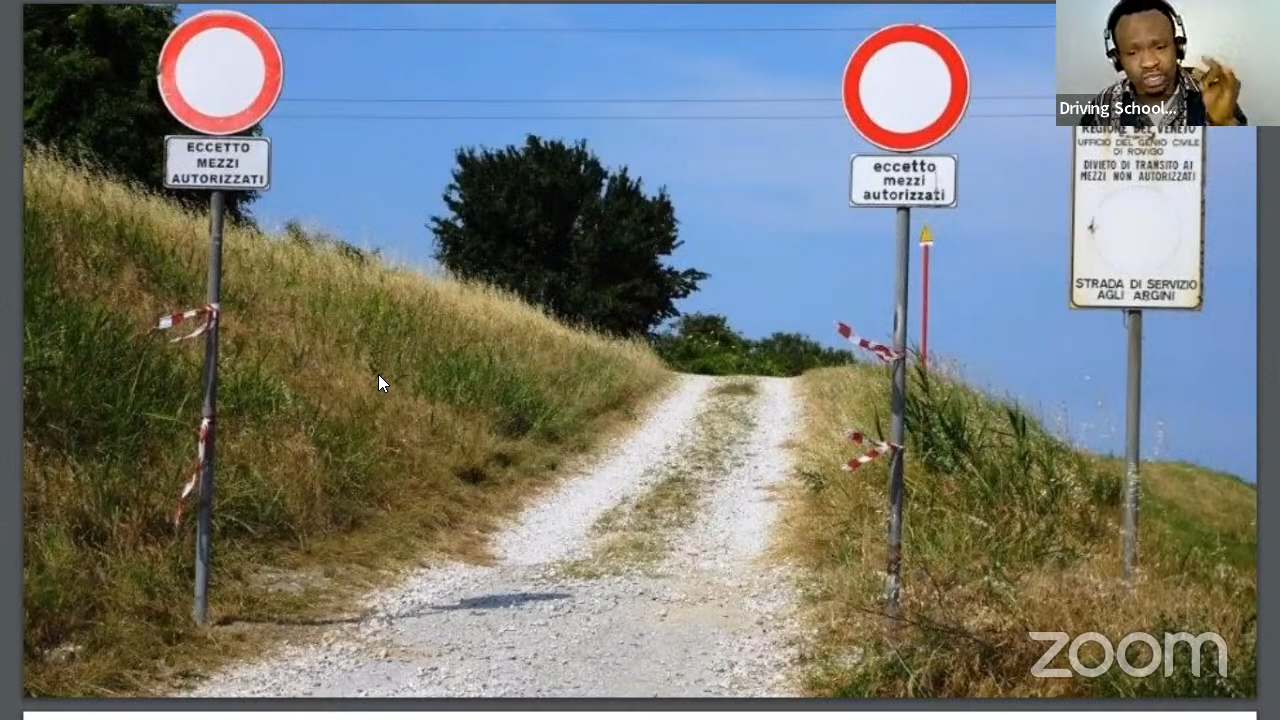 ECCETTO
MEZZI
AUTORIZZATI
eccetto
mezzi
autorizzati
Driving School...
REGIONE DEL VENETO
UFFICIO DEL GENIO CIVILE
DI ROVIGO
DIVIETO DI TRANSITO AI
MEZZI NON AUTORIZZATI
STRADA DI SERVIZIO
AGLI ARGINI
zoom